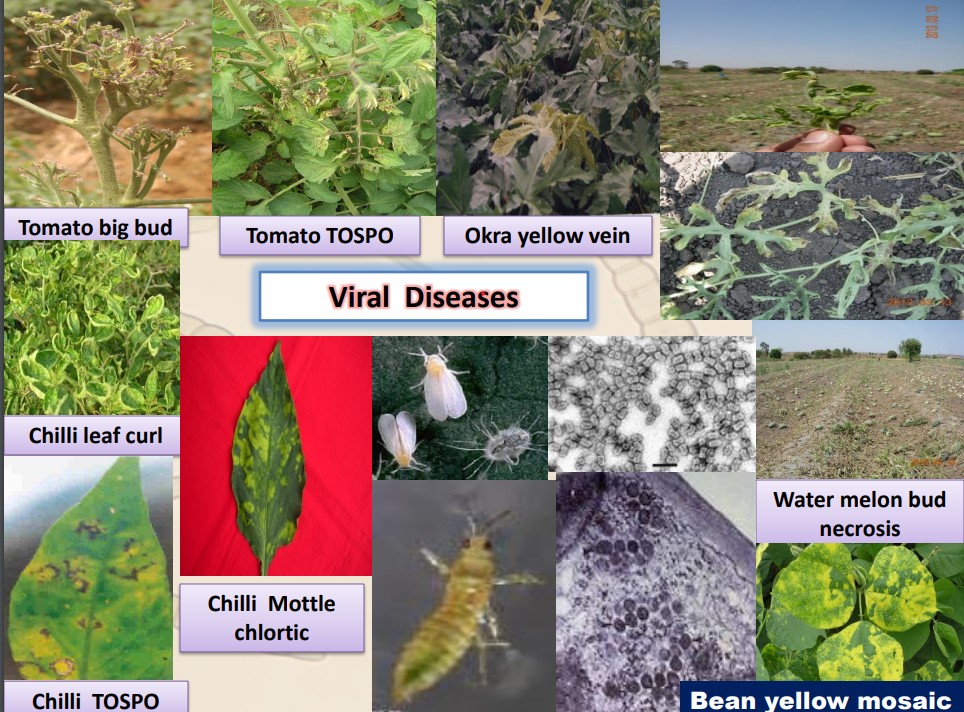 Tomato big bud
Tomato TOSPO
Okra yellow vein
Viral Diseases
Chilli leaf curl
Water melon bud
necrosis
Chilli Mottle
chlortic
Chilli TOSPO
Bean yellow mosaic